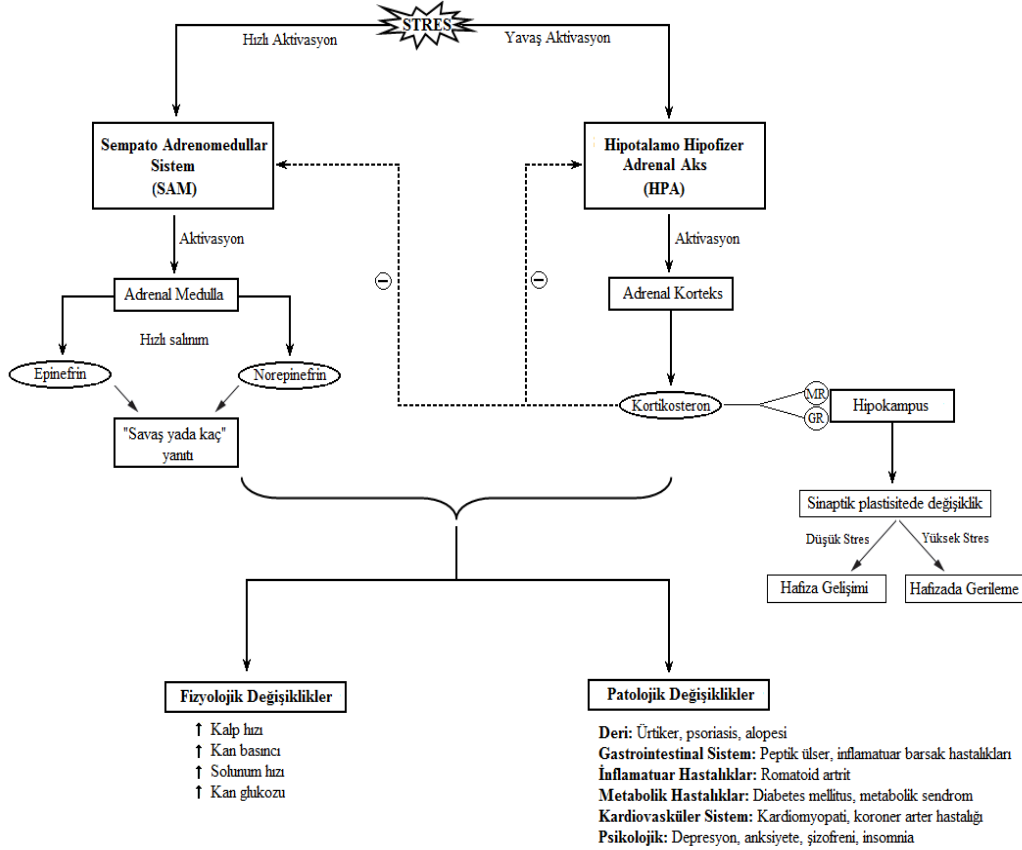 STRES
Hızlı Aktivasyon
Yavaş Aktivasyon
Sempato Adrenomedullar
Sistem
(SAM)
Hipotalamo Hipofizer
Adrenal Aks
(HPA)
Aktivasyon
Aktivasyon
Adrenal Medulla
Adrenal Korteks
Hızlı salınım
Epinefrin
Norepinefrin
Kortikosteron
MR
GR
Hipokampus
"Savaş yada kaç"
yanıtı
Sinaptik plastisitede değişiklik
Düşük Stres
Yüksek Stres
Hafıza Gelişimi
Hafızada Gerileme
Fizyolojik Değişiklikler
↑ Kalp hızı
↑ Kan basıncı
↑ Solunum hızı
↑ Kan glukozu
Patolojik Değişiklikler
Deri: Ürtiker, psoriasis, alopesi
Gastrointestinal Sistem: Peptik ülser, inflamatuar barsak hastalıkları
İnflamatuar Hastalıklar: Romatoid artrit
Metabolik Hastalıklar: Diabetes mellitus, metabolik sendrom
Kardiovasküler Sistem: Kardiomyopati, koroner arter hastalığı
Psikolojik: Depresyon, anksiyete, şizofreni, insomnia